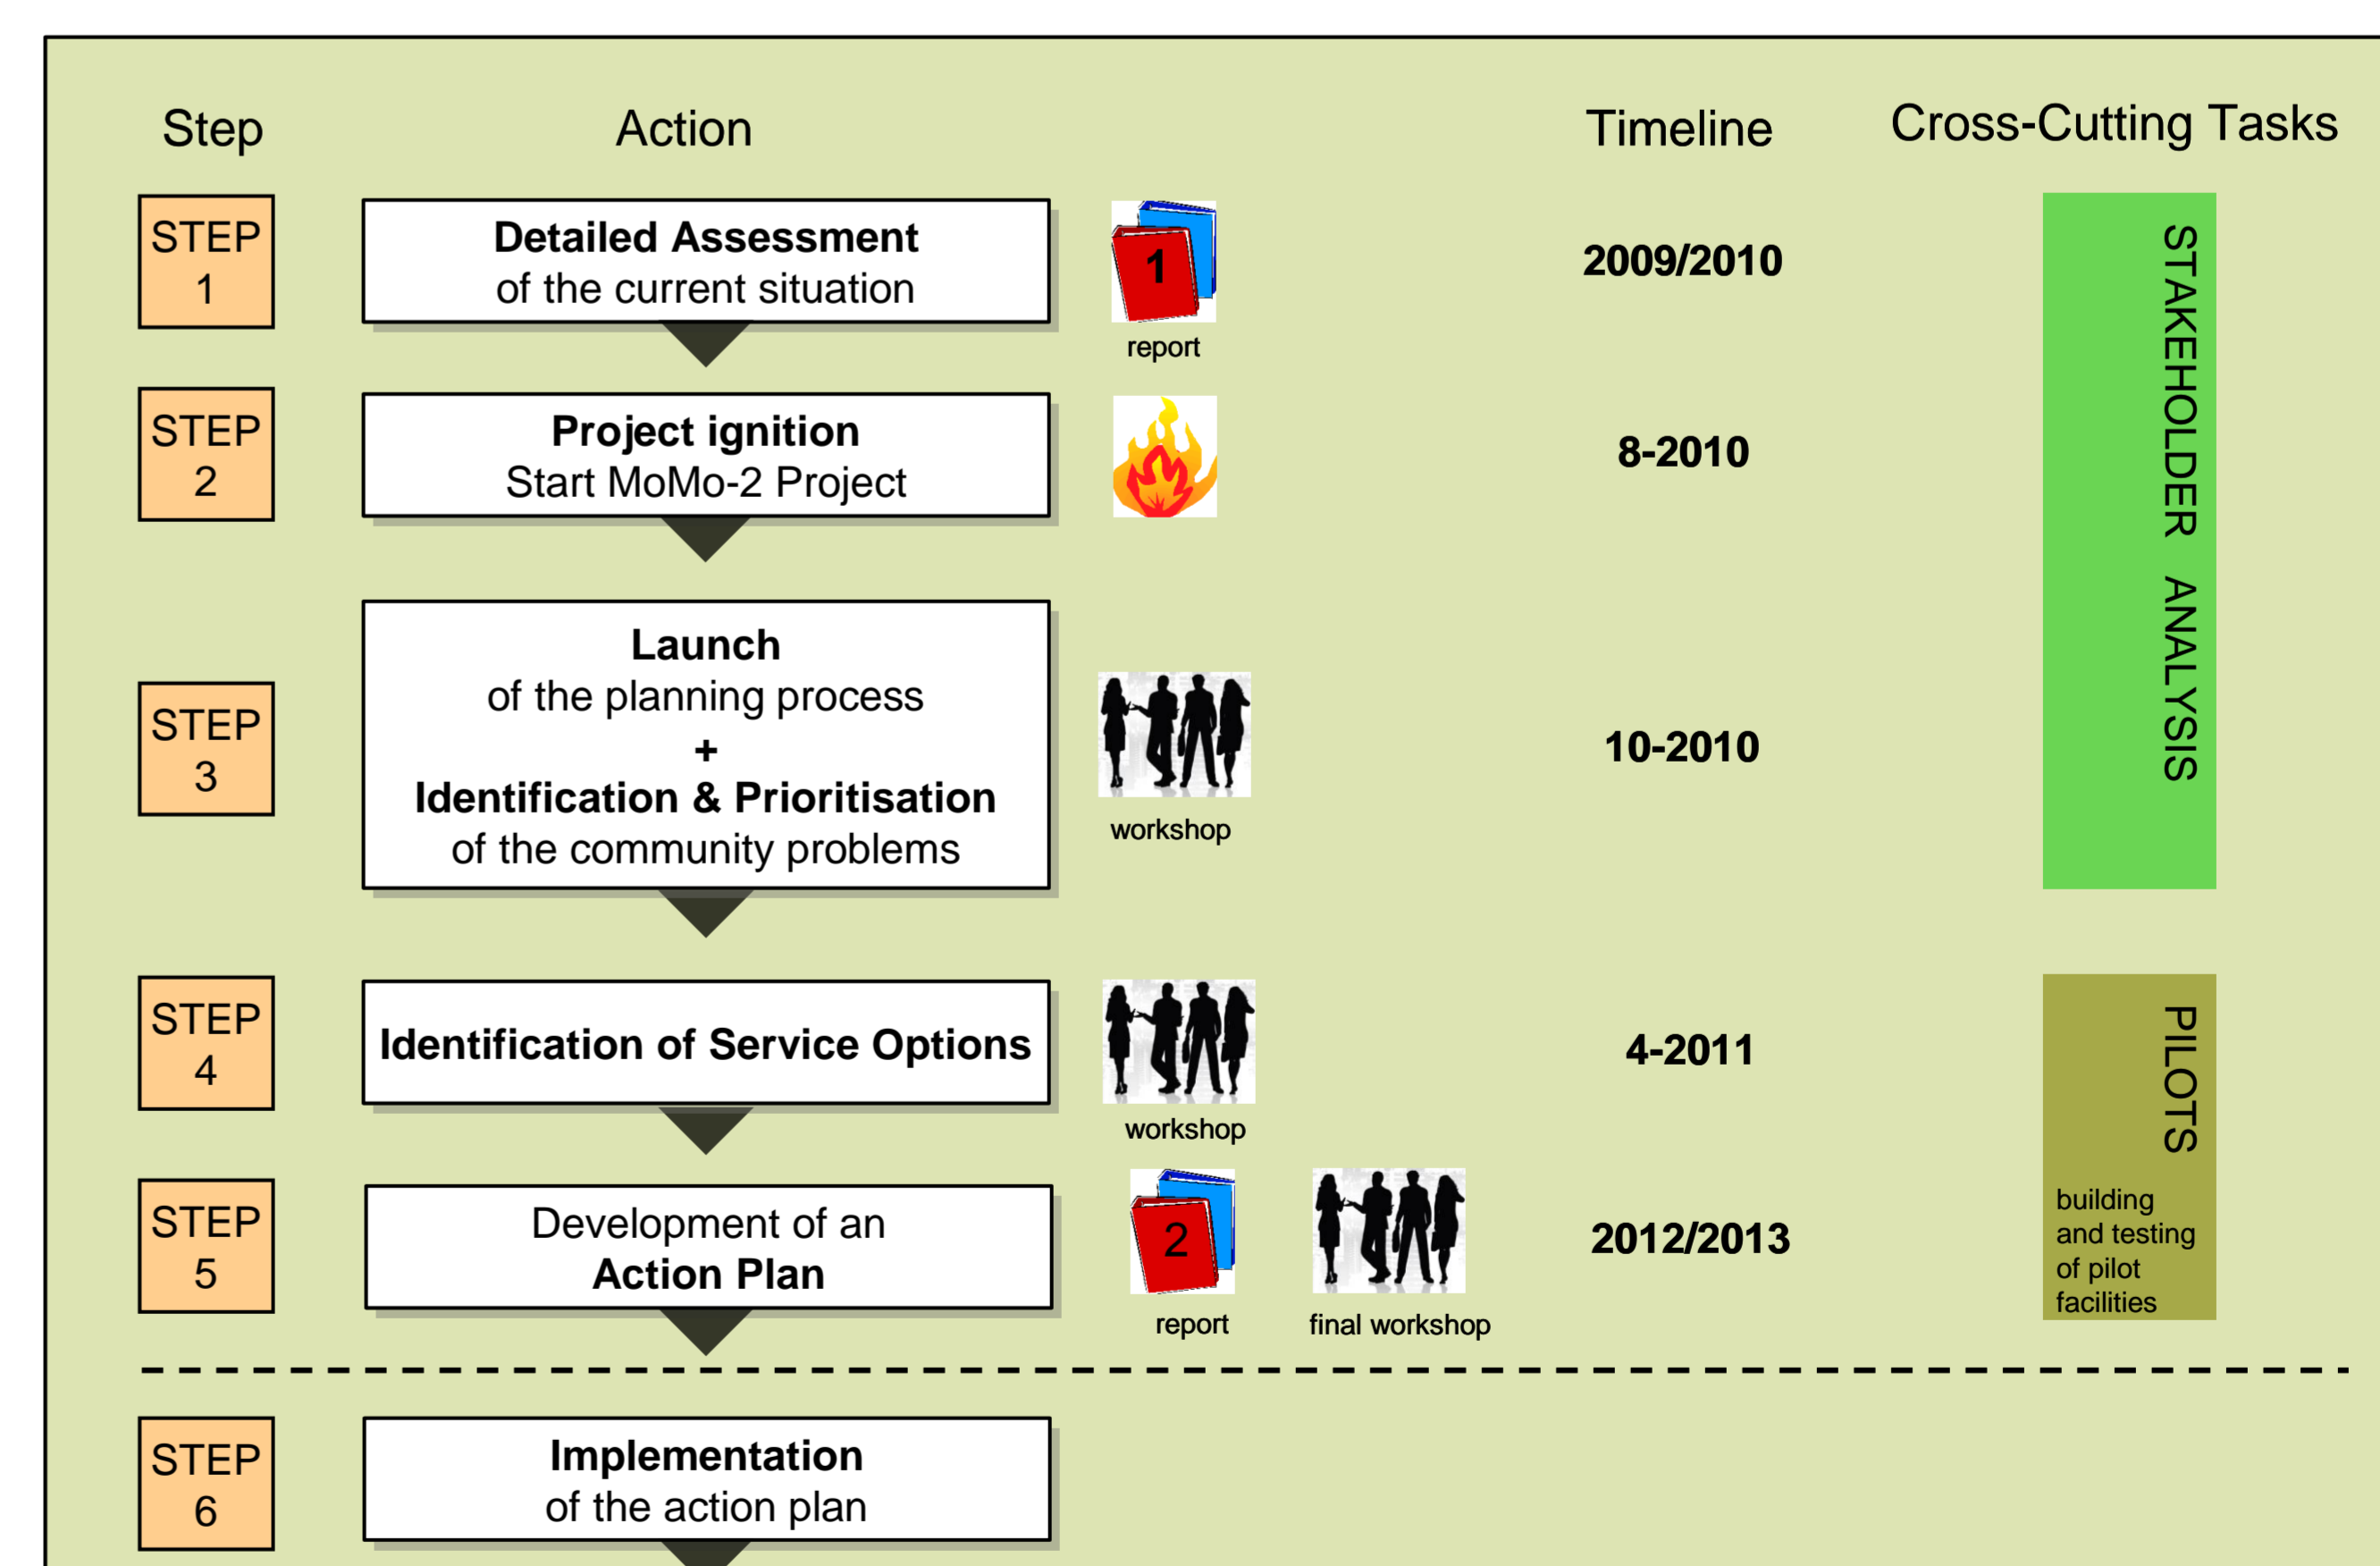 Step
Action
Timeline
Cross-Cutting Tasks
STEP
1
Detailed Assessment
of the current situation
1
report
2009/2010
STAKEHOLDER ANALYSIS
STEP
2
Project ignition
Start MoMo-2 Project
8-2010
STEP
3
Launch
of the planning process
+
Identification & Prioritisation
of the community problems
workshop
10-2010
STEP
4
Identification of Service Options
workshop
4-2011
PILOTS
building
and testing
of pilot
facilities
STEP
5
Development of an
Action Plan
2
report
final workshop
2012/2013
STEP
6
Implementation
of the action plan